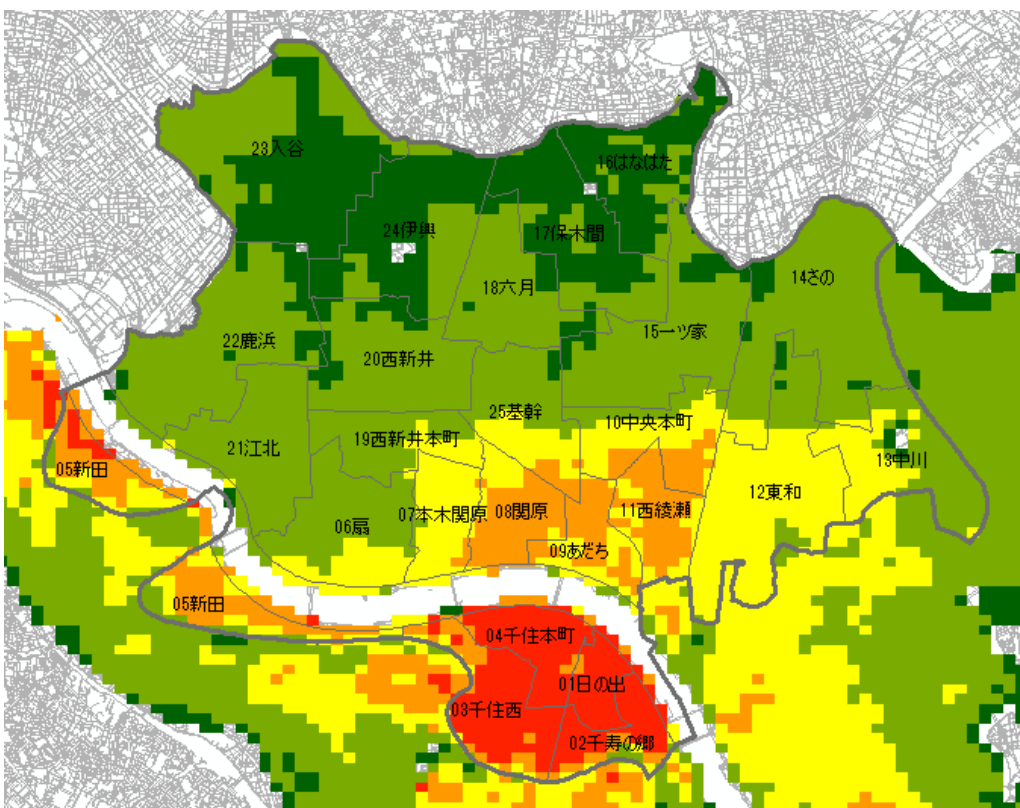 23入谷
16はなはた
24伊興
17保木間
14さの
18六月
15一ツ家
22鹿浜
20西新井
25基幹
10中央本町
19西新井本町
21江北
13中川
05新田
12東和
07本木関原
08関原
11西綾瀬
06扇
09あだち
05新田
04千住本町
01日の出
03千住西
02千寿の郷